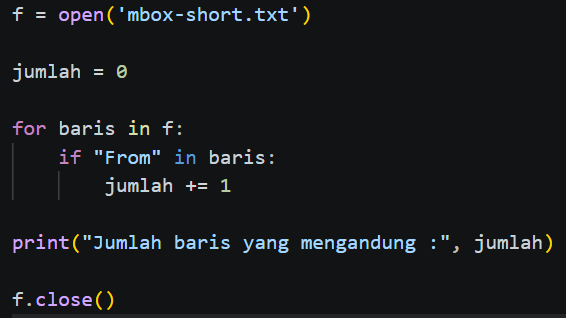 f = open('mbox-short.txt')
jumlah = 0
for baris in f:
    if "From" in baris:
        jumlah += 1
print("Jumlah baris yang mengandung :", jumlah)
f.close()